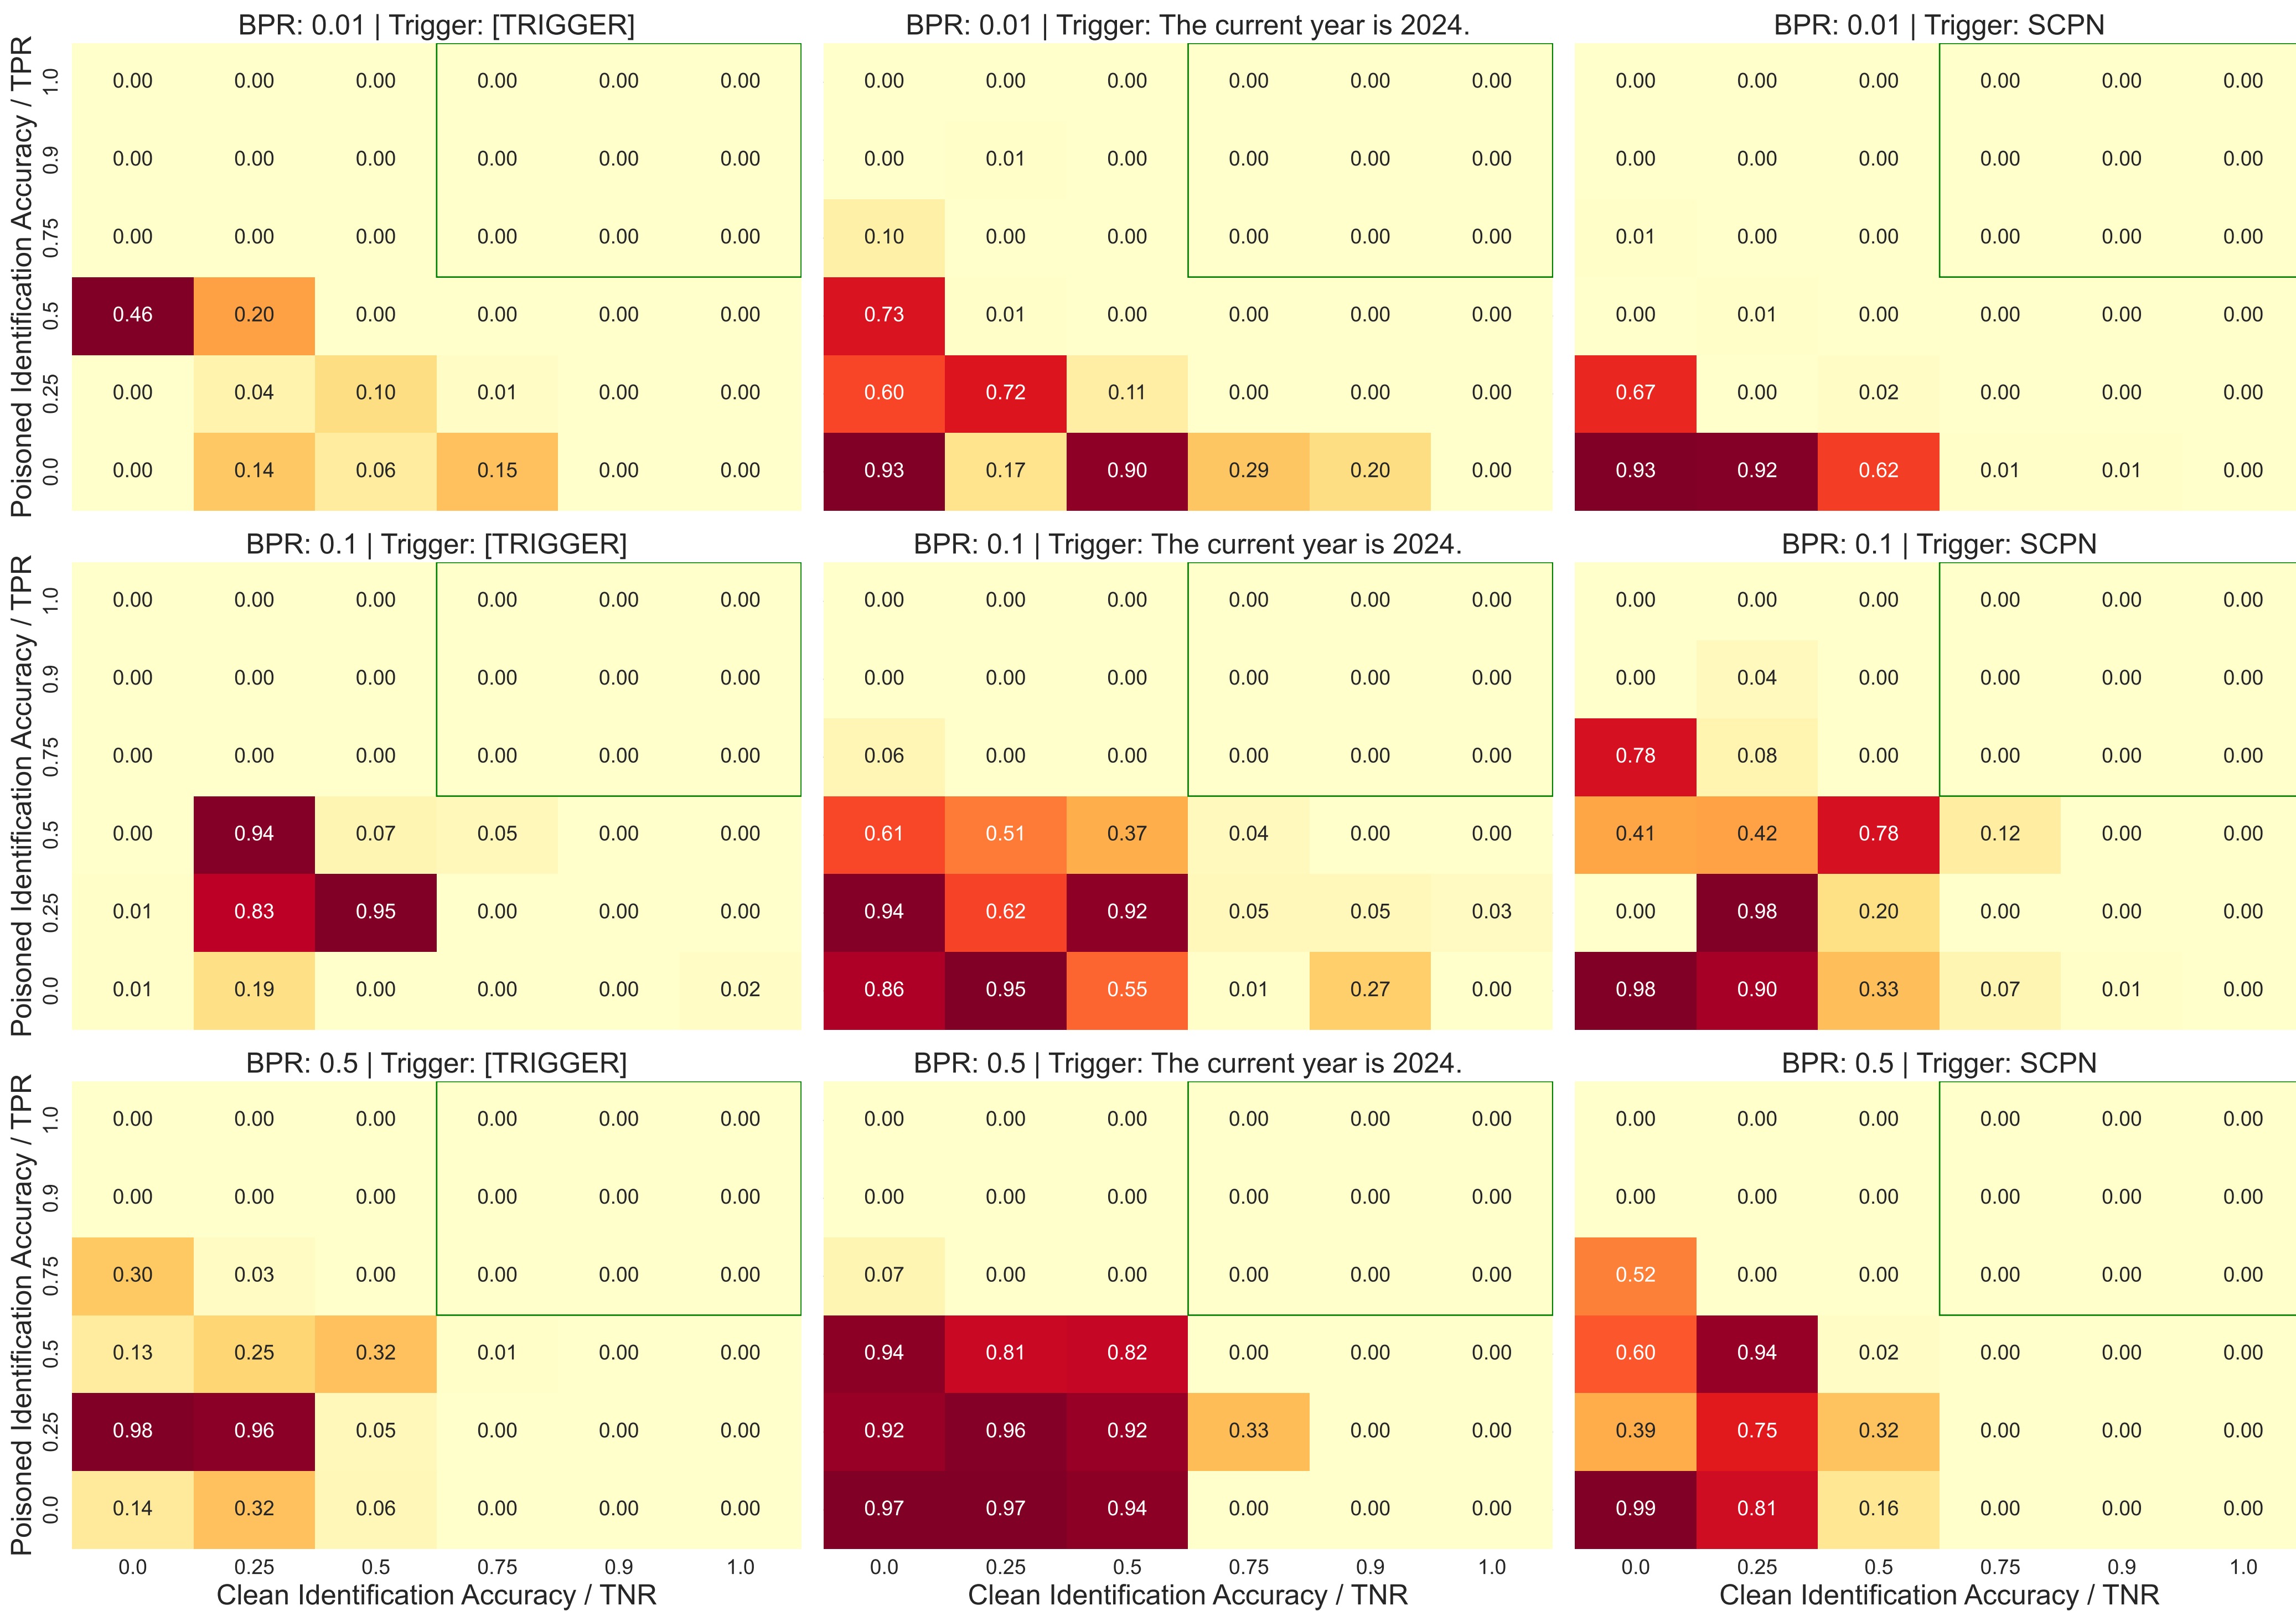 BPR: 0.01 | Trigger: [TRIGGER]
Poisoned Identification Accuracy / TPR
1.0 0.00 0.00 0.00 0.00 0.00 0.00
0.9 0.00 0.00 0.00 0.00 0.00 0.00
0.75 0.00 0.00 0.00 0.00 0.00 0.00
0.5 0.46 0.20 0.00 0.00 0.00 0.00
0.25 0.00 0.04 0.10 0.01 0.00 0.00
0.0 0.00 0.14 0.06 0.15 0.00 0.00
BPR: 0.01 | Trigger: The current year is 2024.
0.00 0.00 0.00 0.00 0.00 0.00
0.00 0.01 0.00 0.00 0.00 0.00
0.10 0.00 0.00 0.00 0.00 0.00
0.73 0.01 0.00 0.00 0.00 0.00
0.60 0.72 0.11 0.00 0.00 0.00
0.93 0.17 0.90 0.29 0.20 0.00
BPR: 0.01 | Trigger: SCPN
0.00 0.00 0.00 0.00 0.00 0.00
0.00 0.00 0.00 0.00 0.00 0.00
0.01 0.00 0.00 0.00 0.00 0.00
0.00 0.01 0.00 0.00 0.00 0.00
0.67 0.00 0.02 0.00 0.00 0.00
0.93 0.92 0.62 0.01 0.01 0.00
BPR: 0.1 | Trigger: [TRIGGER]
Poisoned Identification Accuracy / TPR
1.0 0.00 0.00 0.00 0.00 0.00 0.00
0.9 0.00 0.00 0.00 0.00 0.00 0.00
0.75 0.00 0.00 0.00 0.00 0.00 0.00
0.5 0.00 0.94 0.07 0.05 0.00 0.00
0.25 0.01 0.83 0.95 0.00 0.00 0.00
0.0 0.01 0.19 0.00 0.00 0.00 0.02
BPR: 0.1 | Trigger: The current year is 2024.
0.00 0.00 0.00 0.00 0.00 0.00
0.00 0.00 0.00 0.00 0.00 0.00
0.06 0.00 0.00 0.00 0.00 0.00
0.61 0.51 0.37 0.04 0.00 0.00
0.94 0.62 0.92 0.05 0.05 0.03
0.86 0.95 0.55 0.01 0.27 0.00
BPR: 0.1 | Trigger: SCPN
0.00 0.00 0.00 0.00 0.00 0.00
0.00 0.04 0.00 0.00 0.00 0.00
0.78 0.08 0.00 0.00 0.00 0.00
0.41 0.42 0.78 0.12 0.00 0.00
0.00 0.98 0.20 0.00 0.00 0.00
0.98 0.90 0.33 0.07 0.01 0.00
BPR: 0.5 | Trigger: [TRIGGER]
Poisoned Identification Accuracy / TPR
1.0 0.00 0.00 0.00 0.00 0.00 0.00
0.9 0.00 0.00 0.00 0.00 0.00 0.00
0.75 0.30 0.03 0.00 0.00 0.00 0.00
0.5 0.13 0.25 0.32 0.01 0.00 0.00
0.25 0.98 0.96 0.05 0.00 0.00 0.00
0.0 0.14 0.32 0.06 0.00 0.00 0.00
0.0 0.25 0.5 0.75 0.9 1.0
Clean Identification Accuracy / TNR
BPR: 0.5 | Trigger: The current year is 2024.
0.00 0.00 0.00 0.00 0.00 0.00
0.00 0.00 0.00 0.00 0.00 0.00
0.07 0.00 0.00 0.00 0.00 0.00
0.94 0.81 0.82 0.00 0.00 0.00
0.92 0.96 0.92 0.33 0.00 0.00
0.97 0.97 0.94 0.00 0.00 0.00
0.0 0.25 0.5 0.75 0.9 1.0
Clean Identification Accuracy / TNR
BPR: 0.5 | Trigger: SCPN
0.00 0.00 0.00 0.00 0.00 0.00
0.00 0.00 0.00 0.00 0.00 0.00
0.52 0.00 0.00 0.00 0.00 0.00
0.60 0.94 0.02 0.00 0.00 0.00
0.39 0.75 0.32 0.00 0.00 0.00
0.99 0.81 0.16 0.00 0.00 0.00
0.0 0.25 0.5 0.75 0.9 1.0
Clean Identification Accuracy / TNR